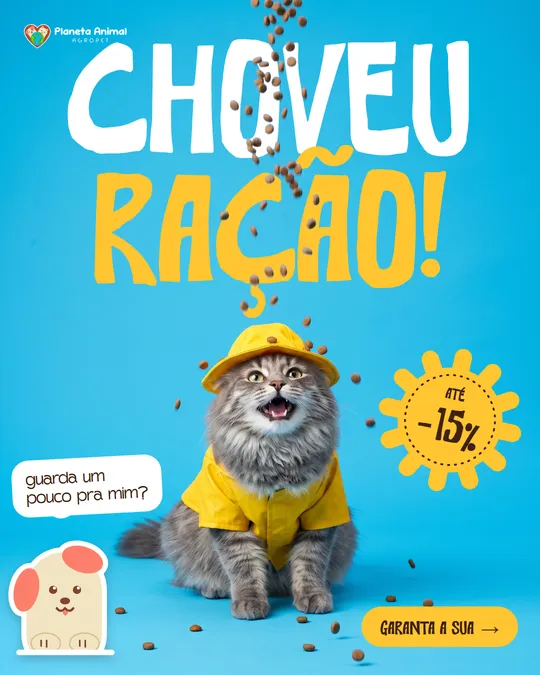 Planeta Animal
AGROPET
CHOVEU
RAÇÃO!
ATÉ
-15%
guarda um
pouco pra mim?
GARANTA A SUA →